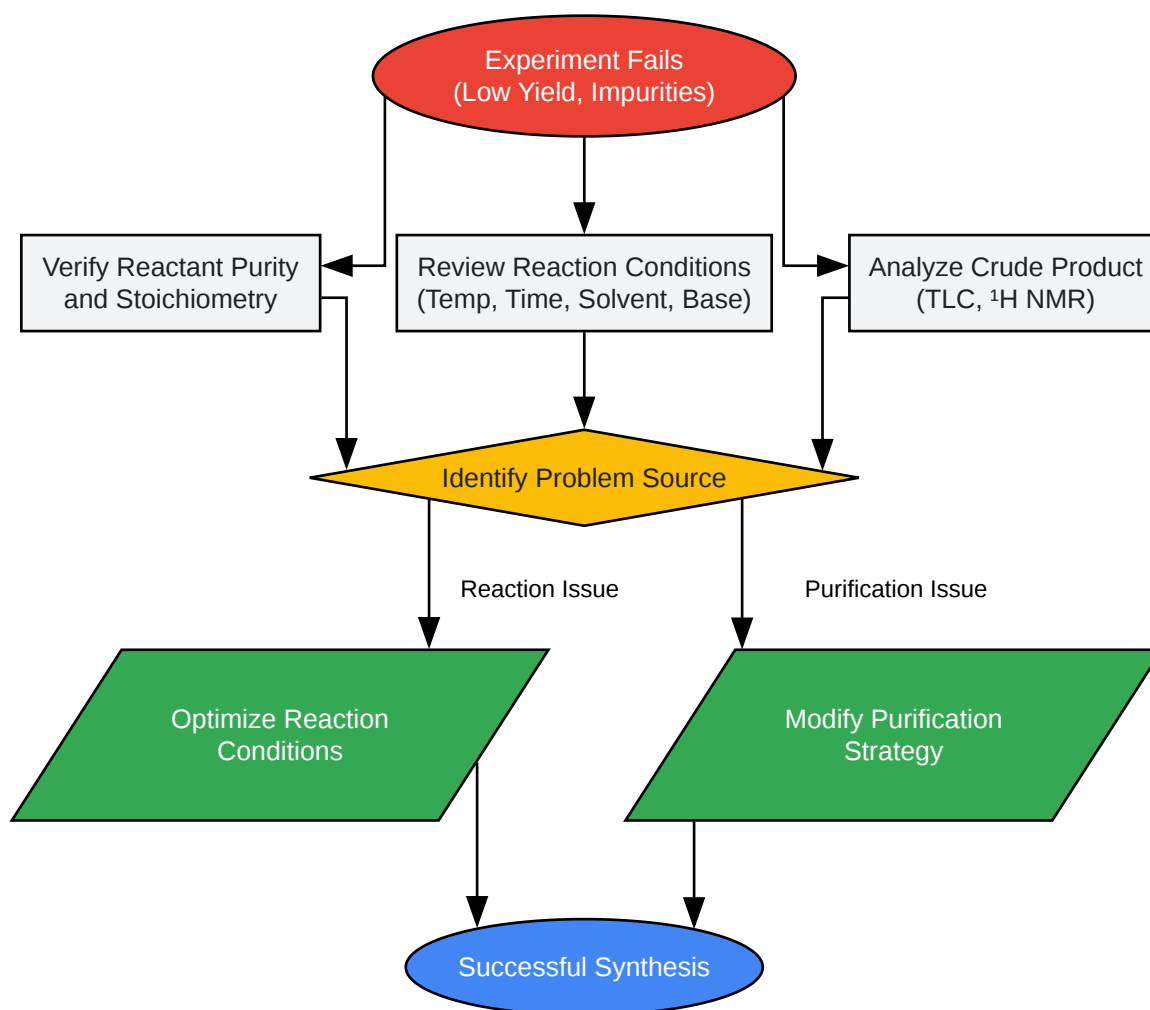 Experiment Fails
(Low Yield, Impurities)
Verify Reactant Purity
and Stoichiometry
Review Reaction Conditions
(Temp, Time, Solvent, Base)
Analyze Crude Product
(TLC, ¹H NMR)
Identify Problem Source
Reaction Issue
Purification Issue
Optimize Reaction
Conditions
Modify Purification
Strategy
Successful Synthesis